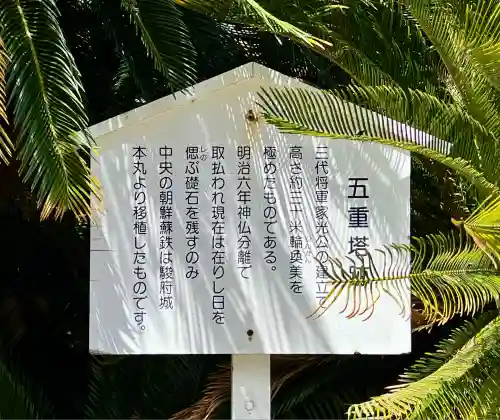 五重塔跡
三代将軍家光公の建立で
高さ約三十米輪奐美を
極めたものである。
明治六年神仏分離で
取払われ現在は在りし日を
偲ぶ礎石を残すのみ
しの
中央の朝鮮蘇鉄は駿府城
本丸より移植したものです。